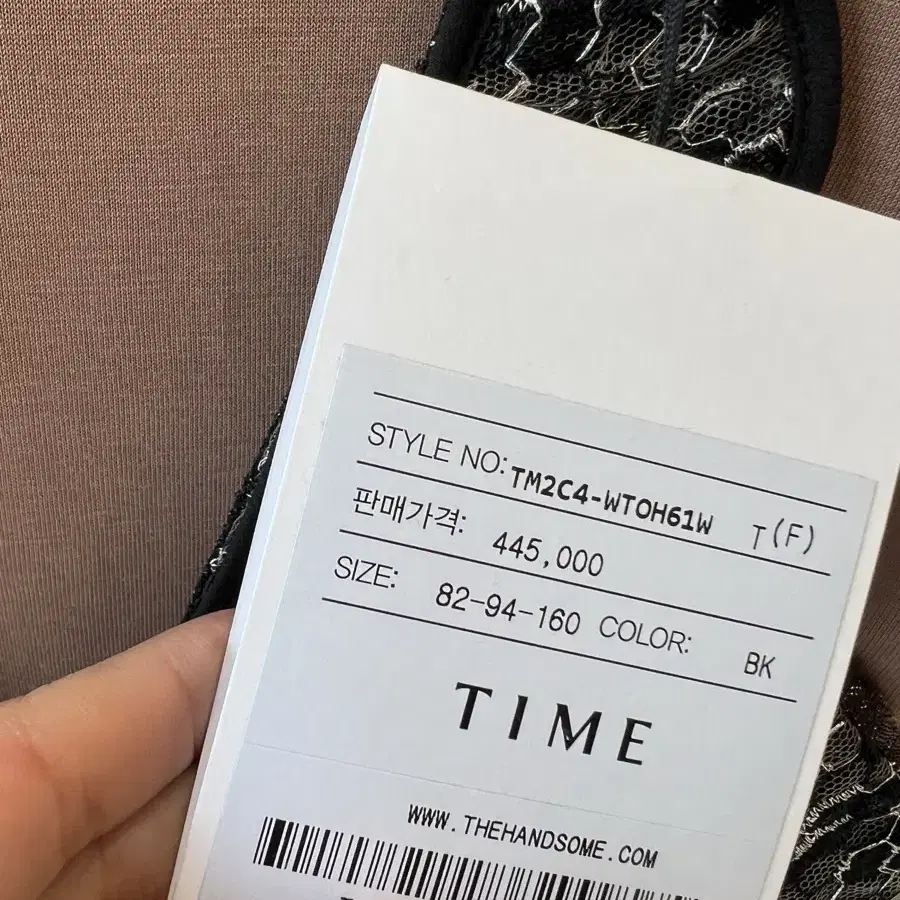 STYLE NO: TM2C4-WTOH61W T(F)
판매가격: 445,000
SIZE: 82-94-160 COLOR: BK
TIME
WWW.THEHANDSOME.COM